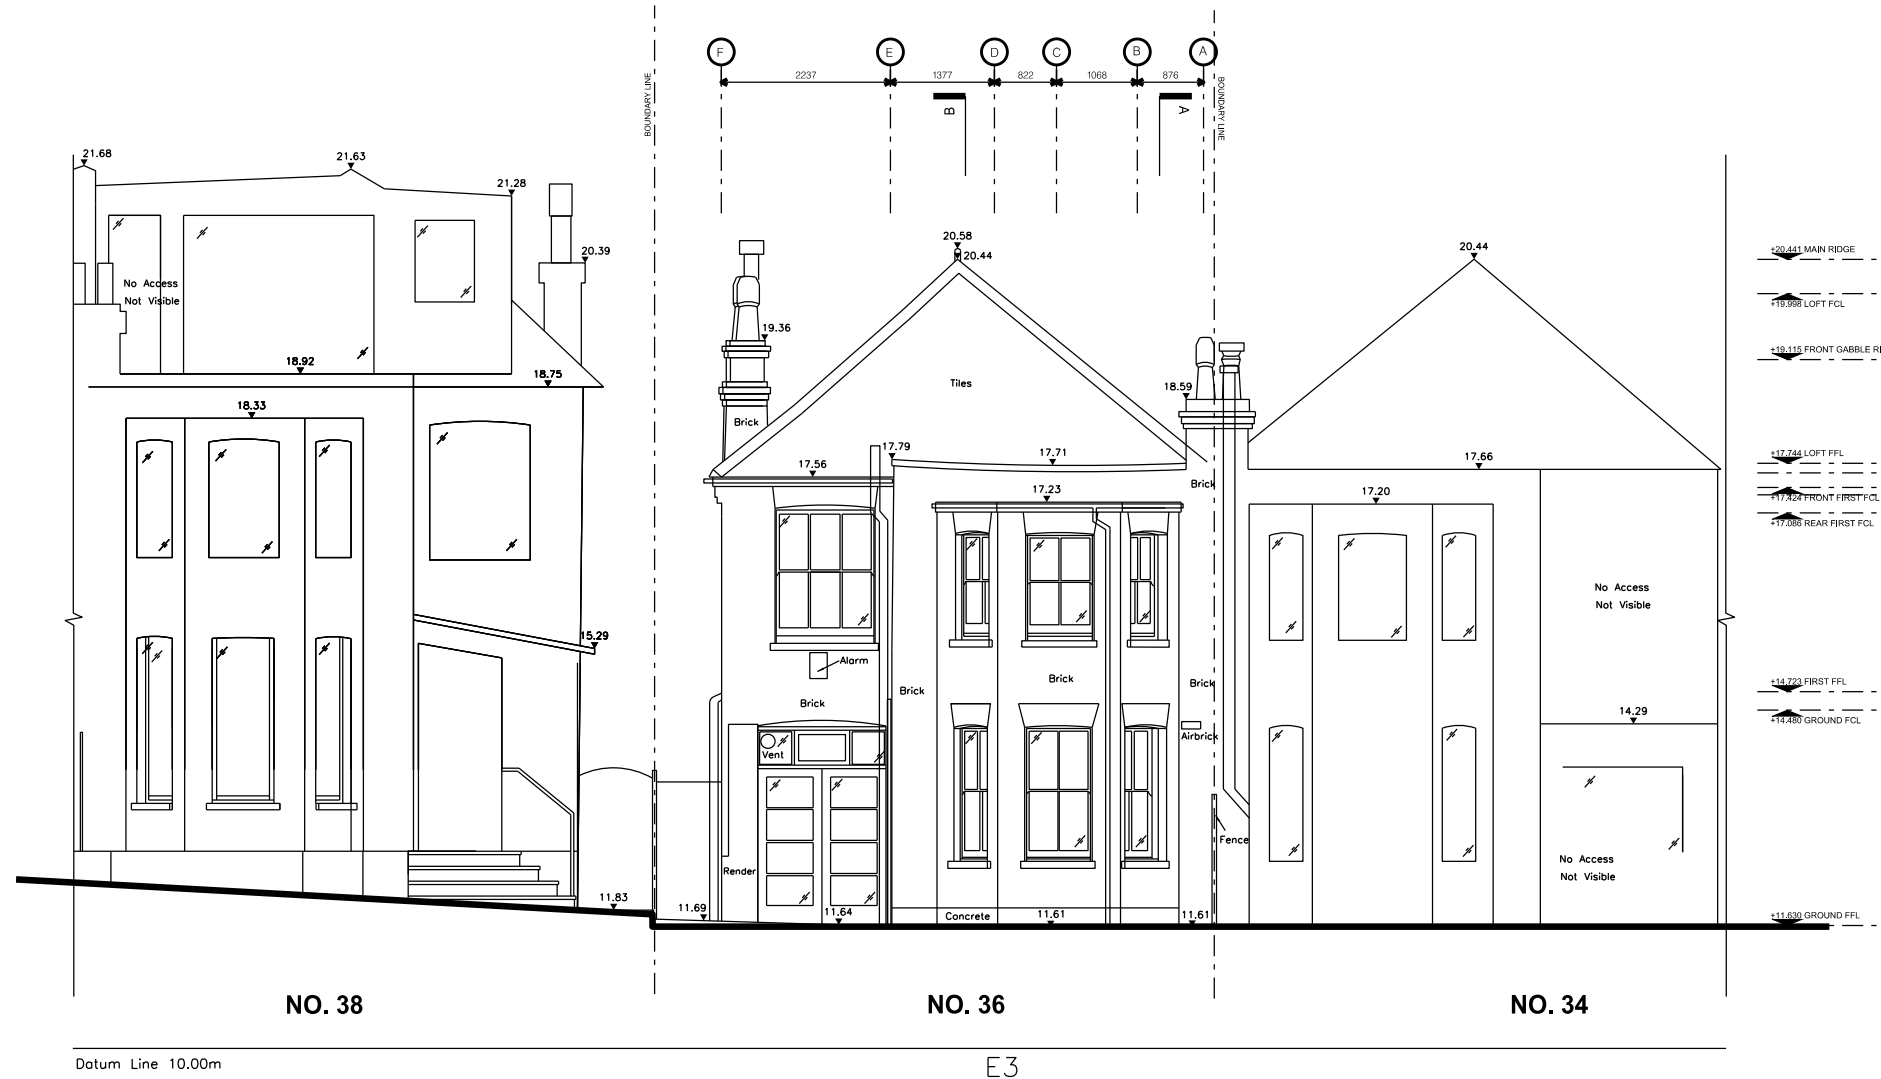 F E D C B A
2237 1377 822 1068 876
BOUNDARY LINE
BOUNDARY LINE
B
A
21.68
21.63
21.28
20.39
No Access
Not Visible
18.92
18.75
18.33
15.29
11.83
20.58
20.44
19.36
Tiles
18.59
Brick
17.79
17.71
17.56
17.23
Brick
Alarm
Brick
Brick
Brick
Brick
Airbrick
Vent
Render
Fence
11.69
11.64
Concrete
11.61
11.61
20.44
17.66
17.20
No Access
Not Visible
14.29
No Access
Not Visible
+20.441 MAIN RIDGE
+19.998 LOFT FCL
+19.115 FRONT GABBLE RI
+17.744 LOFT FFL
+17.424 FRONT FIRST FCL
+17.086 REAR FIRST FCL
+14.723 FIRST FFL
+14.480 GROUND FCL
+11.630 GROUND FFL
NO. 38
NO. 36
NO. 34
Datum Line 10.00m
E3